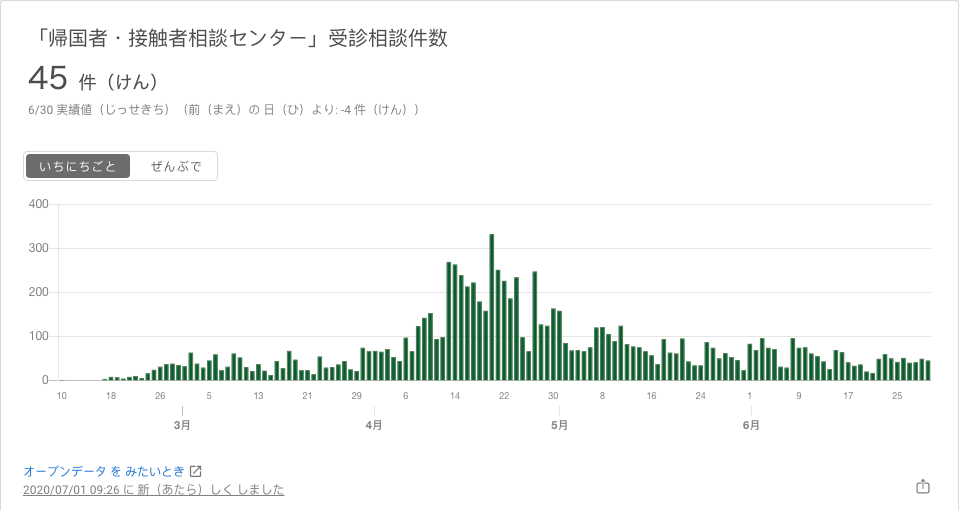 「帰国者・接触者相談センター」受診相談件数
45 件（けん）
6/30 実績値（じっせきち）（前（まえ）の 日（ひ）より: -4 件（けん））
いちにちごと ぜんぶで
400
300
200
100
0
10 18 26 5 13 21 29 6 14 22 30 8 16 24 1 9 17 25
3月 4月 5月 6月
オープンデータ を みたいとき
2020/07/01 09:26 に 新（あたら）しく しました